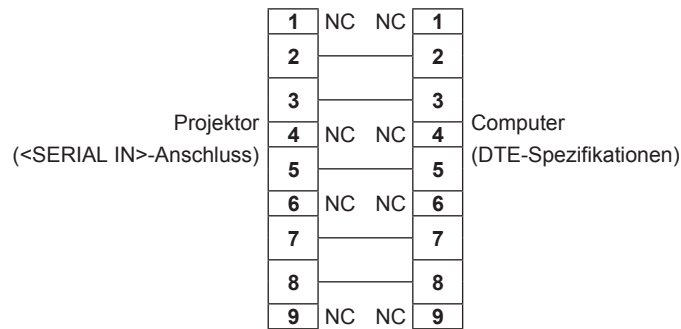 1 NC NC 1
2 2
3 3
Projektor
(<SERIAL IN>-Anschluss)
4 NC NC 4
Computer
(DTE-Spezifikationen)
5 5
6 NC NC 6
7 7
8 8
9 NC NC 9